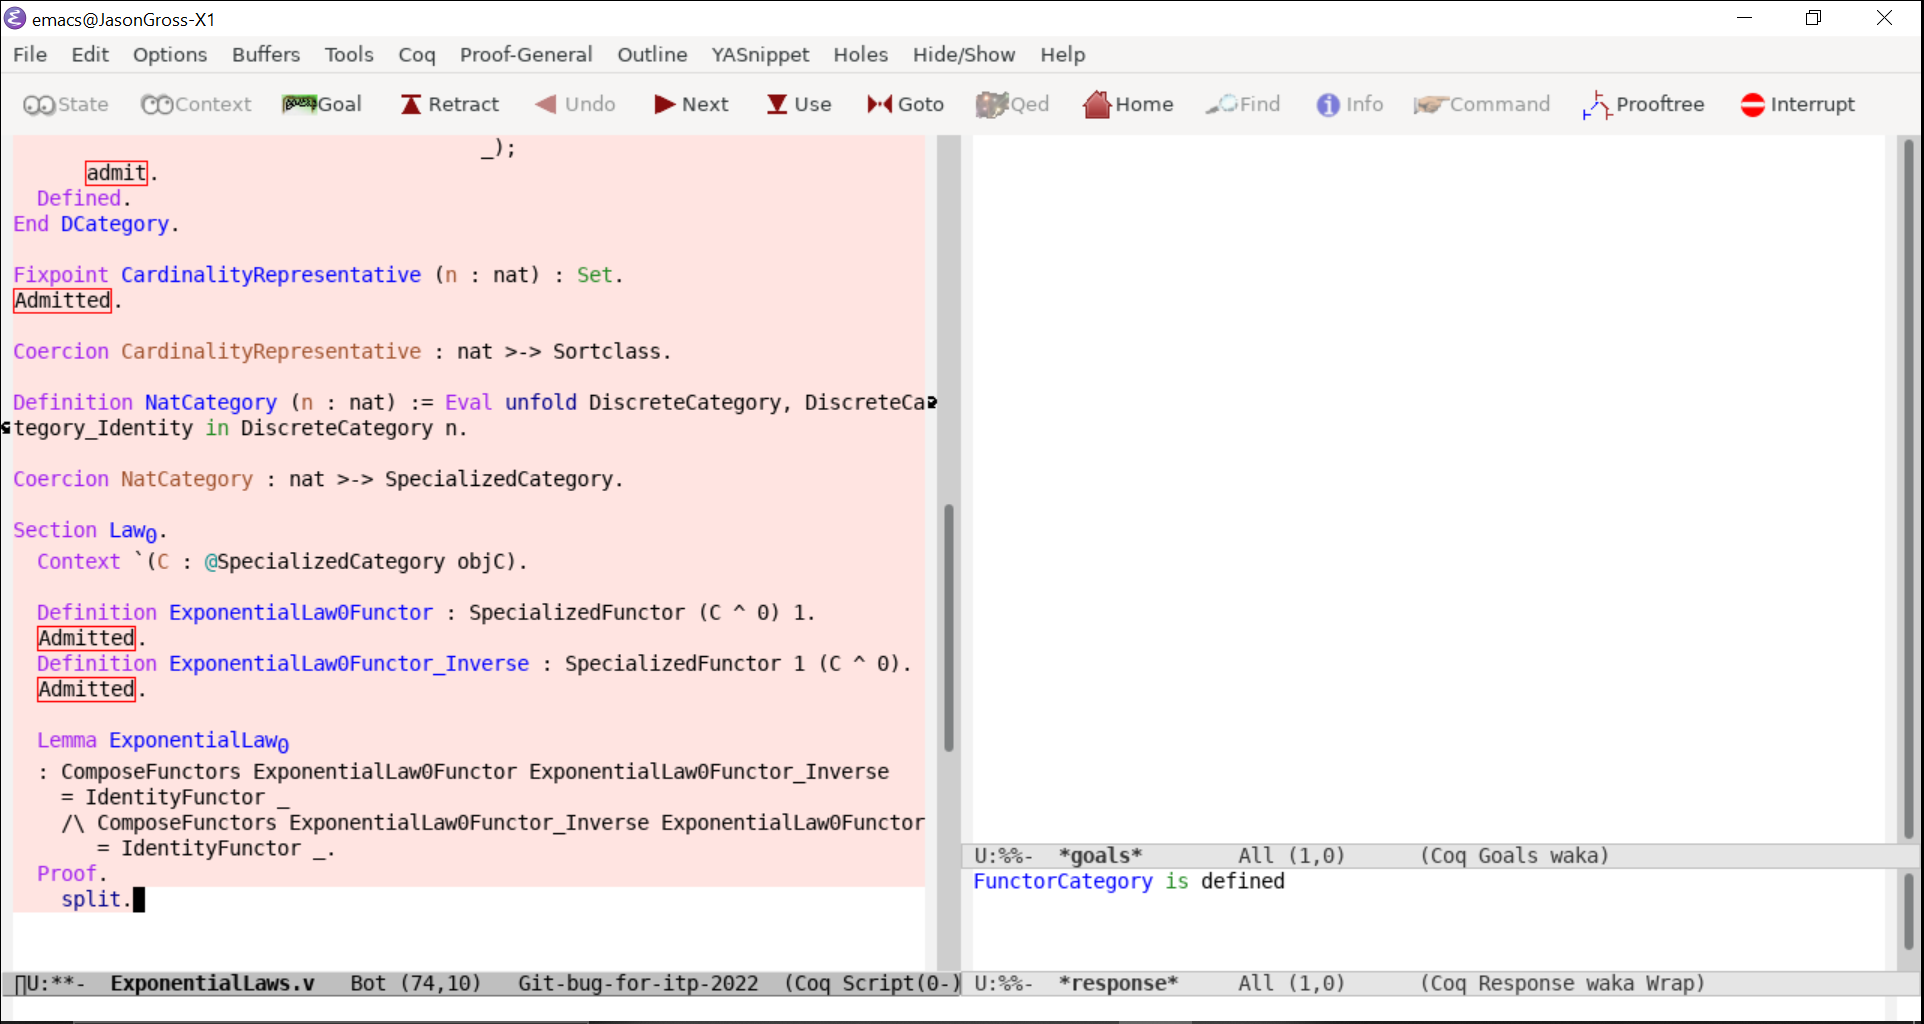 emacs@JasonGross-X1
File Edit Options Buffers Tools Coq Proof-General Outline YASnippet Holes Hide/Show Help
State Context Goal Retract Next Undo Use Goto Qed Home Find Info Command Prooftree Interrupt
_);
admit.
Defined.
End DCategory.
Fixpoint CardinalityRepresentative (n : nat) : Set.
Admitted.
Coercion CardinalityRepresentative : nat >-> Sortclass.
Definition NatCategory (n : nat) := Eval unfold DiscreteCategory, DiscreteCa
tegory_Identity in DiscreteCategory n.
Coercion NatCategory : nat >-> SpecializedCategory.
Section Law₀.
Context `(C : @SpecializedCategory objC).
Definition ExponentialLaw0Functor : SpecializedFunctor (C ^ 0) 1.
Admitted.
Definition ExponentialLaw0Functor_Inverse : SpecializedFunctor 1 (C ^ 0).
Admitted.
Lemma ExponentialLaw₀
: ComposeFunctors ExponentialLaw0Functor ExponentialLaw0Functor_Inverse
= IdentityFunctor _
/\ ComposeFunctors ExponentialLaw0Functor_Inverse ExponentialLaw0Functor
= IdentityFunctor _.
Proof.
split.
U:**- ExponentialLaws.v Bot (74,10) Git-bug-for-itp-2022 (Coq Script(0-)
U:%%- *goals* All (1,0) (Coq Goals waka)
FunctorCategory is defined
U:%%- *response* All (1,0) (Coq Response waka Wrap)